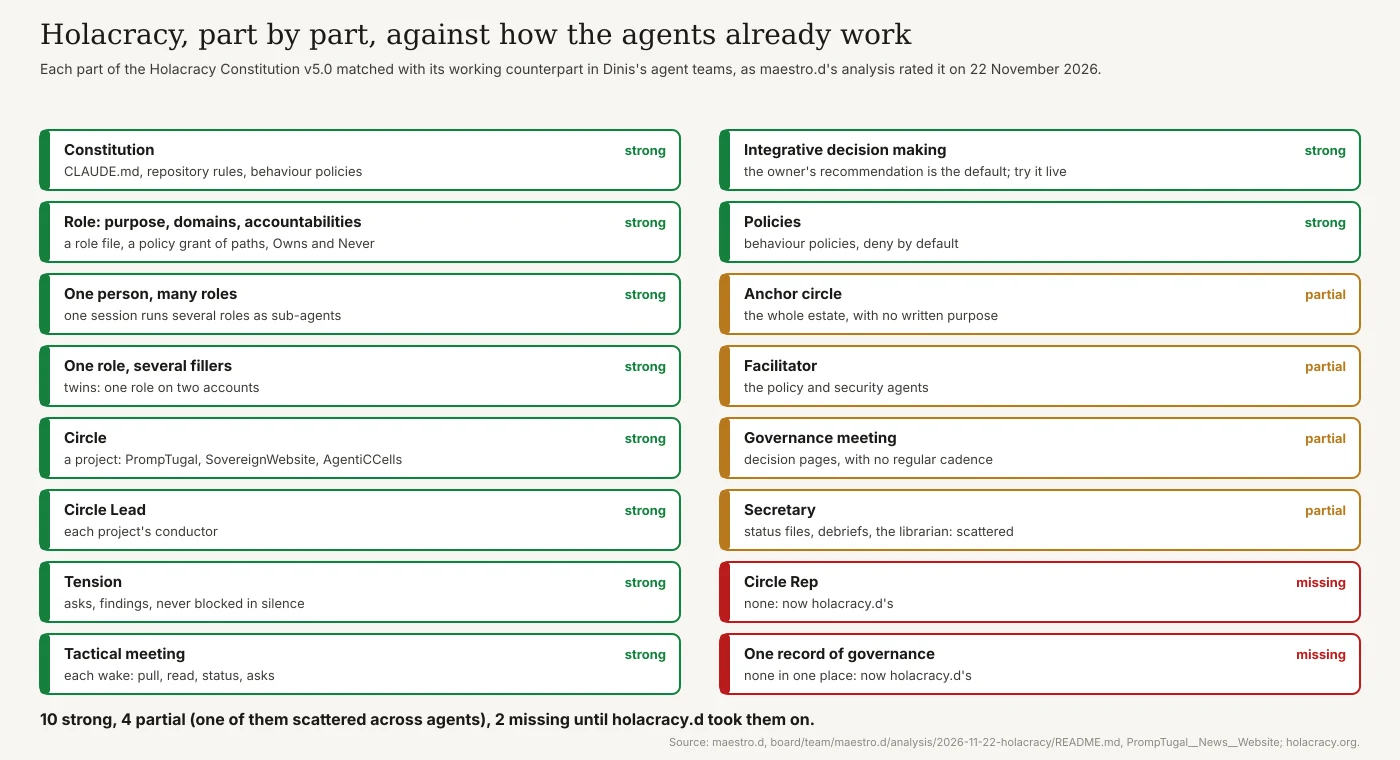 Holacracy, part by part, against how the agents already work
Each part of the Holacracy Constitution v5.0 matched with its working counterpart in Dinis's agent teams, as maestro.d's analysis rated it on 22 November 2026.
Constitution
strong
CLAUDE.md, repository rules, behaviour policies
Role: purpose, domains, accountabilities
strong
a role file, a policy grant of paths, Owns and Never
One person, many roles
strong
one session runs several roles as sub-agents
One role, several fillers
strong
twins: one role on two accounts
Circle
strong
a project: PrompTugal, SovereignWebsite, AgentiCCells
Circle Lead
strong
each project's conductor
Tension
strong
asks, findings, never blocked in silence
Tactical meeting
strong
each wake: pull, read, status, asks
Integrative decision making
strong
the owner's recommendation is the default; try it live
Policies
strong
behaviour policies, deny by default
Anchor circle
partial
the whole estate, with no written purpose
Facilitator
partial
the policy and security agents
Governance meeting
partial
decision pages, with no regular cadence
Secretary
partial
status files, debriefs, the librarian: scattered
Circle Rep
missing
none: now holacracy.d's
One record of governance
missing
none in one place: now holacracy.d's
10 strong, 4 partial (one of them scattered across agents), 2 missing until holacracy.d took them on.
Source: maestro.d, board/team/maestro.d/analysis/2026-11-22-holacracy/README.md, PrompTugal__News__Website; holacracy.org.